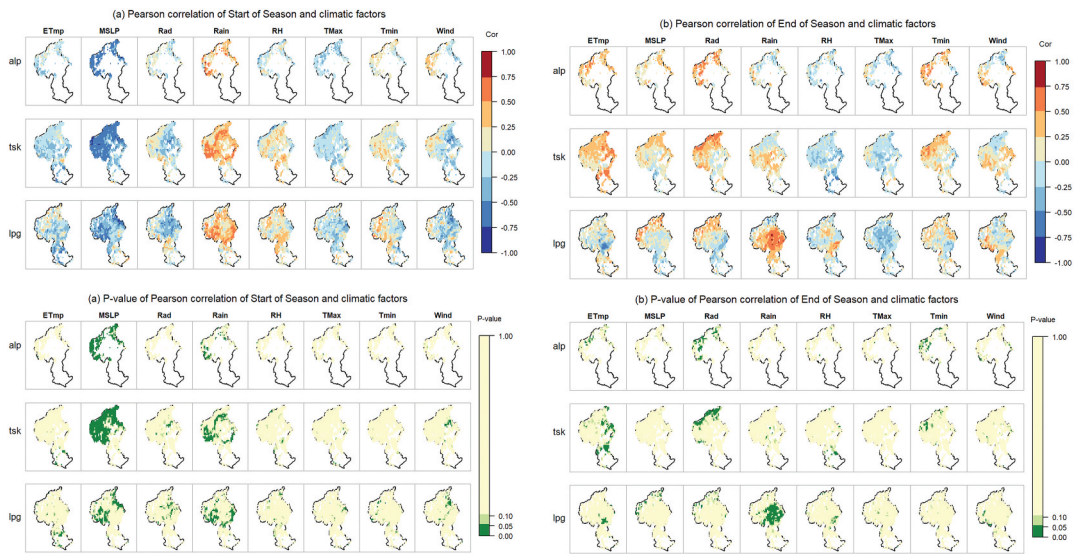 (a) Pearson correlation of Start of Season and climatic factors
ETmp MSLP Rad Rain RH TMax Tmin Wind
Cor
alp
tsk
lpg
1.00
0.75
0.50
0.25
0.00
-0.25
-0.50
-0.75
-1.00
(b) Pearson correlation of End of Season and climatic factors
ETmp MSLP Rad Rain RH TMax Tmin Wind
Cor
alp
tsk
lpg
1.00
0.75
0.50
0.25
0.00
-0.25
-0.50
-0.75
-1.00
(a) P-value of Pearson correlation of Start of Season and climatic factors
ETmp MSLP Rad Rain RH TMax Tmin Wind
P-value
alp
tsk
lpg
1.00
0.10
0.05
0.00
(b) P-value of Pearson correlation of End of Season and climatic factors
ETmp MSLP Rad Rain RH TMax Tmin Wind
P-value
alp
tsk
lpg
1.00
0.10
0.05
0.00